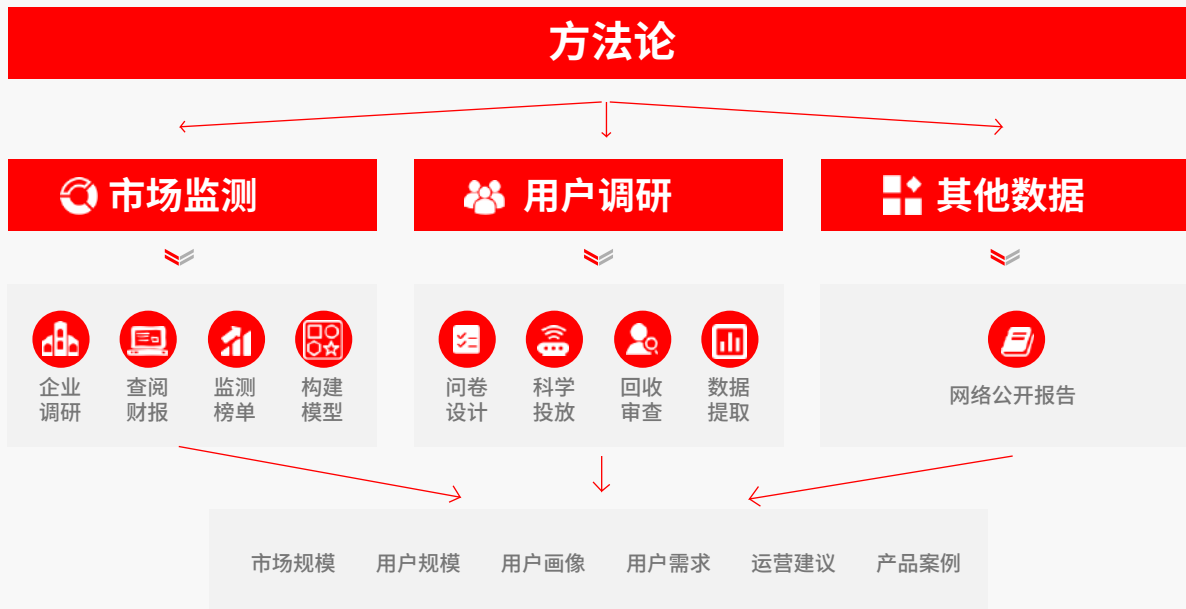 方法论
市场监测
用户调研
其他数据
企业
调研
查阅
财报
监测
榜单
构建
模型
问卷
设计
科学
投放
回收
审查
数据
提取
网络公开报告
市场规模 用户规模 用户画像 用户需求 运营建议 产品案例